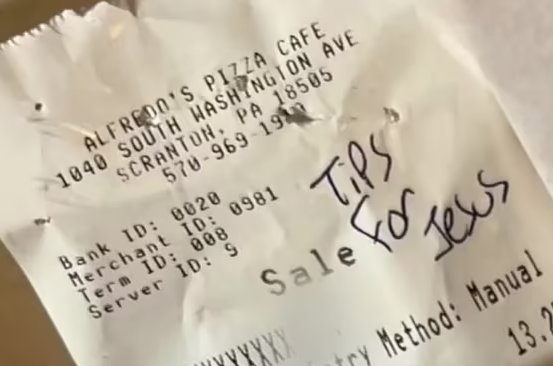 ALFREDO'S PIZZA CAFE
1040 SOUTH WASHINGTON AVE
SCRANTON, PA 18505
570-969-
Bank ID: 0020
Merchant ID: 0981
Term ID: 008
Server ID: 9
Sale
Tips
For
Jesus
Method: Manual